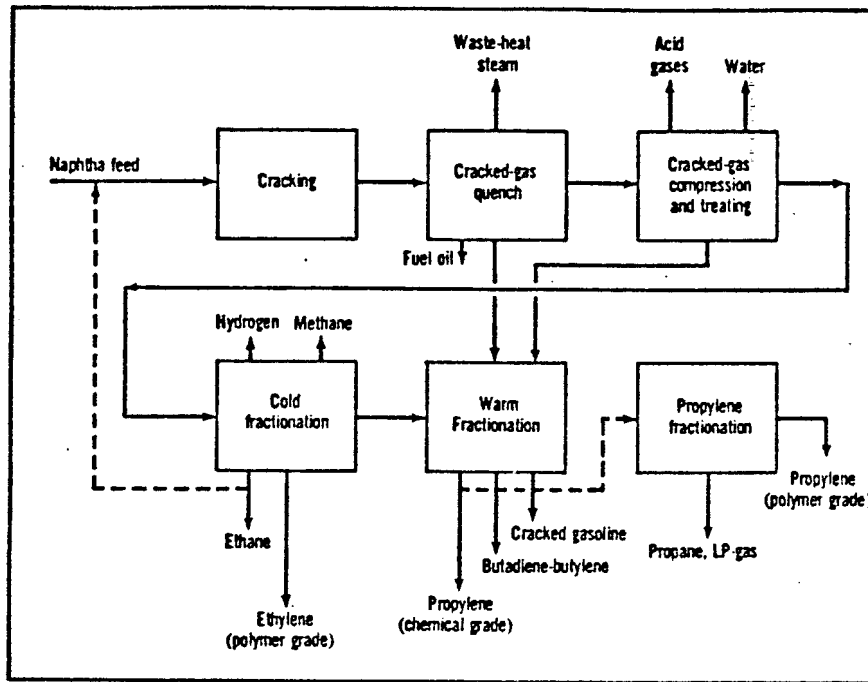 Waste-heat
steam
Acid
gases
Water
Naphtha feed
Cracking
Cracked-gas
quench
Cracked-gas
compression
and treating
Fuel oil
Hydrogen
Methane
Cold
fractionation
Warm
Fractionation
Propylene
fractionation
Ethane
Ethylene
(polymer grade)
Propylene
(chemical grade)
Butadiene-butylene
Cracked gasoline
Propane, LP-gas
Propylene
(polymer grade)